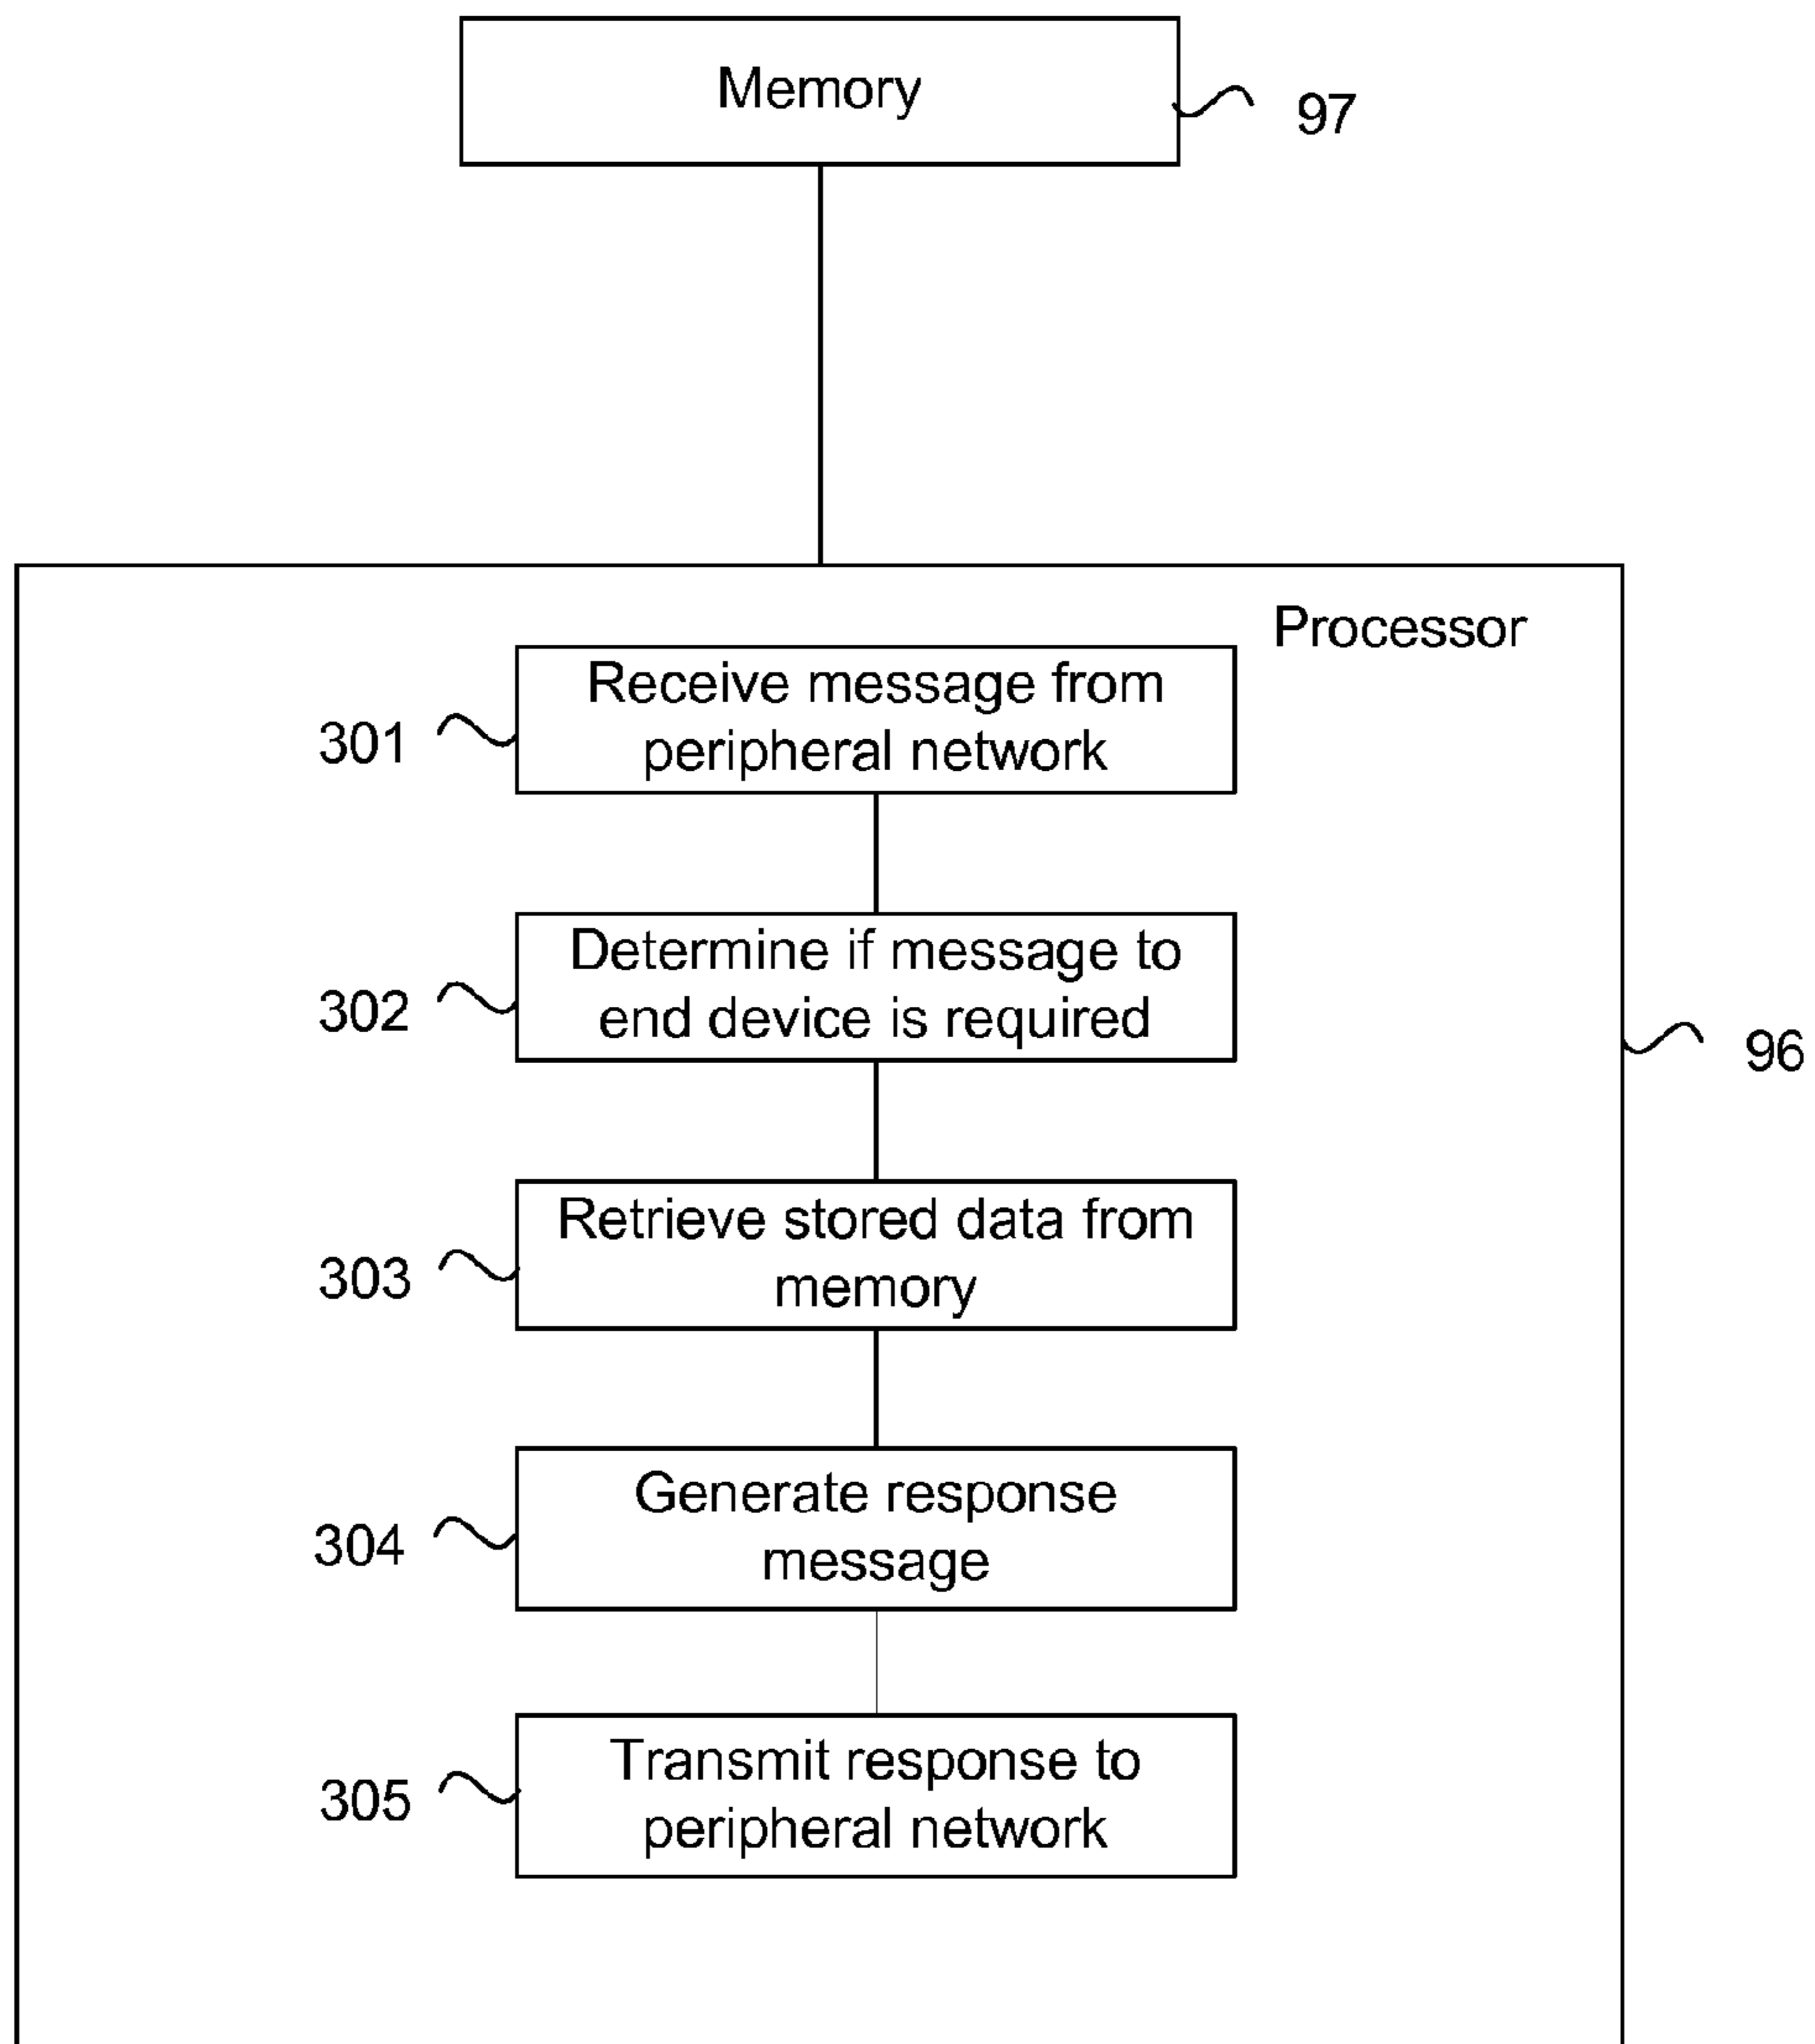 Memory
97
Processor
Receive message from
peripheral network
301
Determine if message to
end device is required
302
96
Retrieve stored data from
memory
303
Generate response
message
304
Transmit response to
peripheral network
305